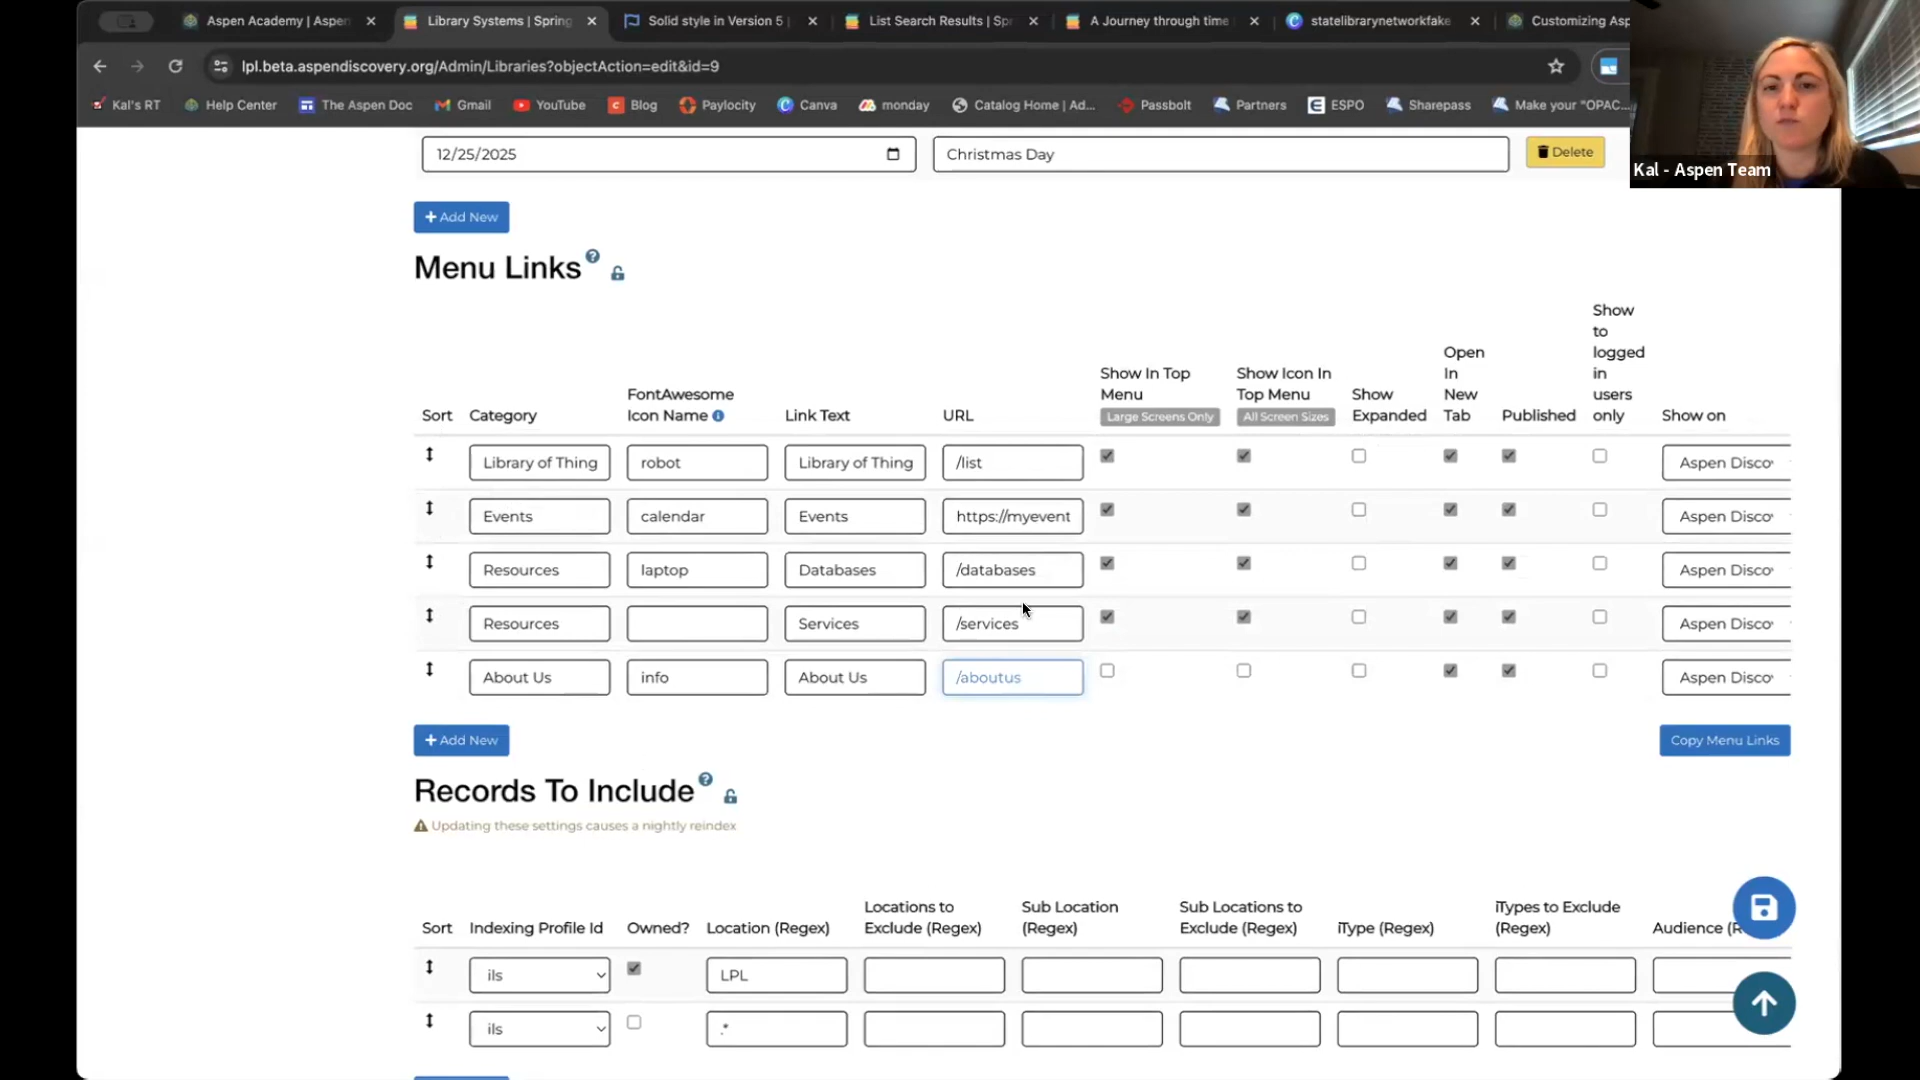 Aspen Academy | Aspen
Library Systems | Spring
Solid style in Version 5 |
List Search Results | Spr
A Journey through time
statelibrarynetworkfake
Customizing Asp
lpl.beta.aspendiscovery.org/Admin/Libraries?objectAction=edit&id=9
Kal's RT
Help Center
The Aspen Doc
Gmail
YouTube
Blog
Paylocity
Canva
monday
Catalog Home | Ad...
Passbolt
Partners
ESPO
Sharepass
Make your "OPAC...
Kal - Aspen Team
12/25/2025
Christmas Day
Delete
+ Add New
Menu Links
Sort
Category
FontAwesome
Icon Name
Link Text
URL
Show In Top
Menu
Large Screens Only
Show Icon In
Top Menu
All Screen Sizes
Show
Expanded
Open
In
New
Tab
Published
Show
to
logged
in
users
only
Show on
Library of Thing robot Library of Thing /list Aspen Disco
Events calendar Events https://myevent Aspen Disco
Resources laptop Databases /databases Aspen Disco
Resources Services /services Aspen Disco
About Us info About Us /aboutus Aspen Disco
+ Add New
Copy Menu Links
Records To Include
Updating these settings causes a nightly reindex
Sort
Indexing Profile Id
Owned?
Location (Regex)
Locations to
Exclude (Regex)
Sub Location
(Regex)
Sub Locations to
Exclude (Regex)
iType (Regex)
iTypes to Exclude
(Regex)
Audience (R
ils LPL
ils .*